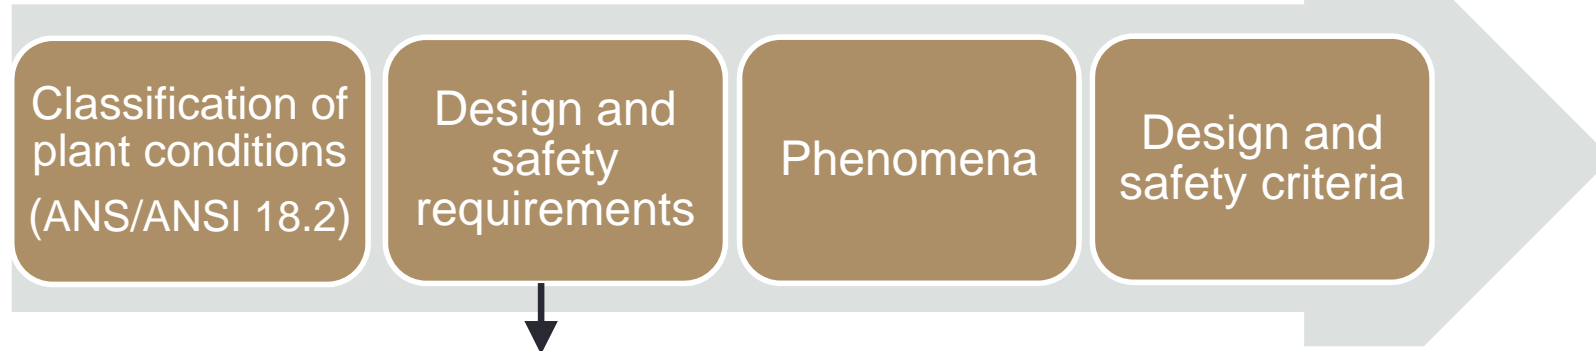 Classification of
plant conditions
(ANS/ANSI 18.2)
Design and
safety
requirements
Phenomena
Design and
safety criteria